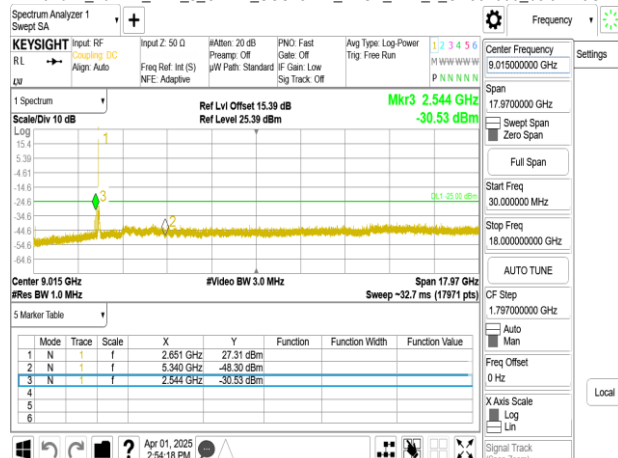 Spectrum Analyzer 1
Swept SA
Frequency
KEYSIGHT
RL
Input: RF
Coupling: DC
Align: Auto
Input Z: 50 Ω
Freq Ref: Int (S)
NFE: Adaptive
#Atten: 20 dB
Preamp: Off
µW Path: Standard
PNO: Fast
Gate: Off
IF Gain: Low
Sig Track: Off
Avg Type: Log-Power
Trig: Free Run
1 2 3 4 5 6
M W W W W W
P N N N N N
1 Spectrum
Scale/Div 10 dB
Ref Lvl Offset 15.39 dB
Ref Level 25.39 dBm
Mkr3 2.544 GHz
-30.53 dBm
Log
15.4
5.39
-4.61
-14.6
-24.6
-34.6
-44.6
-54.6
-64.6
1
3
2
DL1 -25.00 dBm
Center 9.015 GHz
#Res BW 1.0 MHz
#Video BW 3.0 MHz
Span 17.97 GHz
Sweep ~32.7 ms (17971 pts)
5 Marker Table
Mode Trace Scale X Y Function Function Width Function Value
1 N 1 f 2.651 GHz 27.31 dBm
2 N 1 f 5.340 GHz -48.30 dBm
3 N 1 f 2.544 GHz -30.53 dBm
4
5
6
Apr 01, 2025
2:54:18 PM
Center Frequency
9.015000000 GHz
Span
17.9700000 GHz
Swept Span
Zero Span
Full Span
Start Freq
30.000000 MHz
Stop Freq
18.000000000 GHz
AUTO TUNE
CF Step
1.797000000 GHz
Auto
Man
Freq Offset
0 Hz
X Axis Scale
Log
Lin
Signal Track
Settings
Local